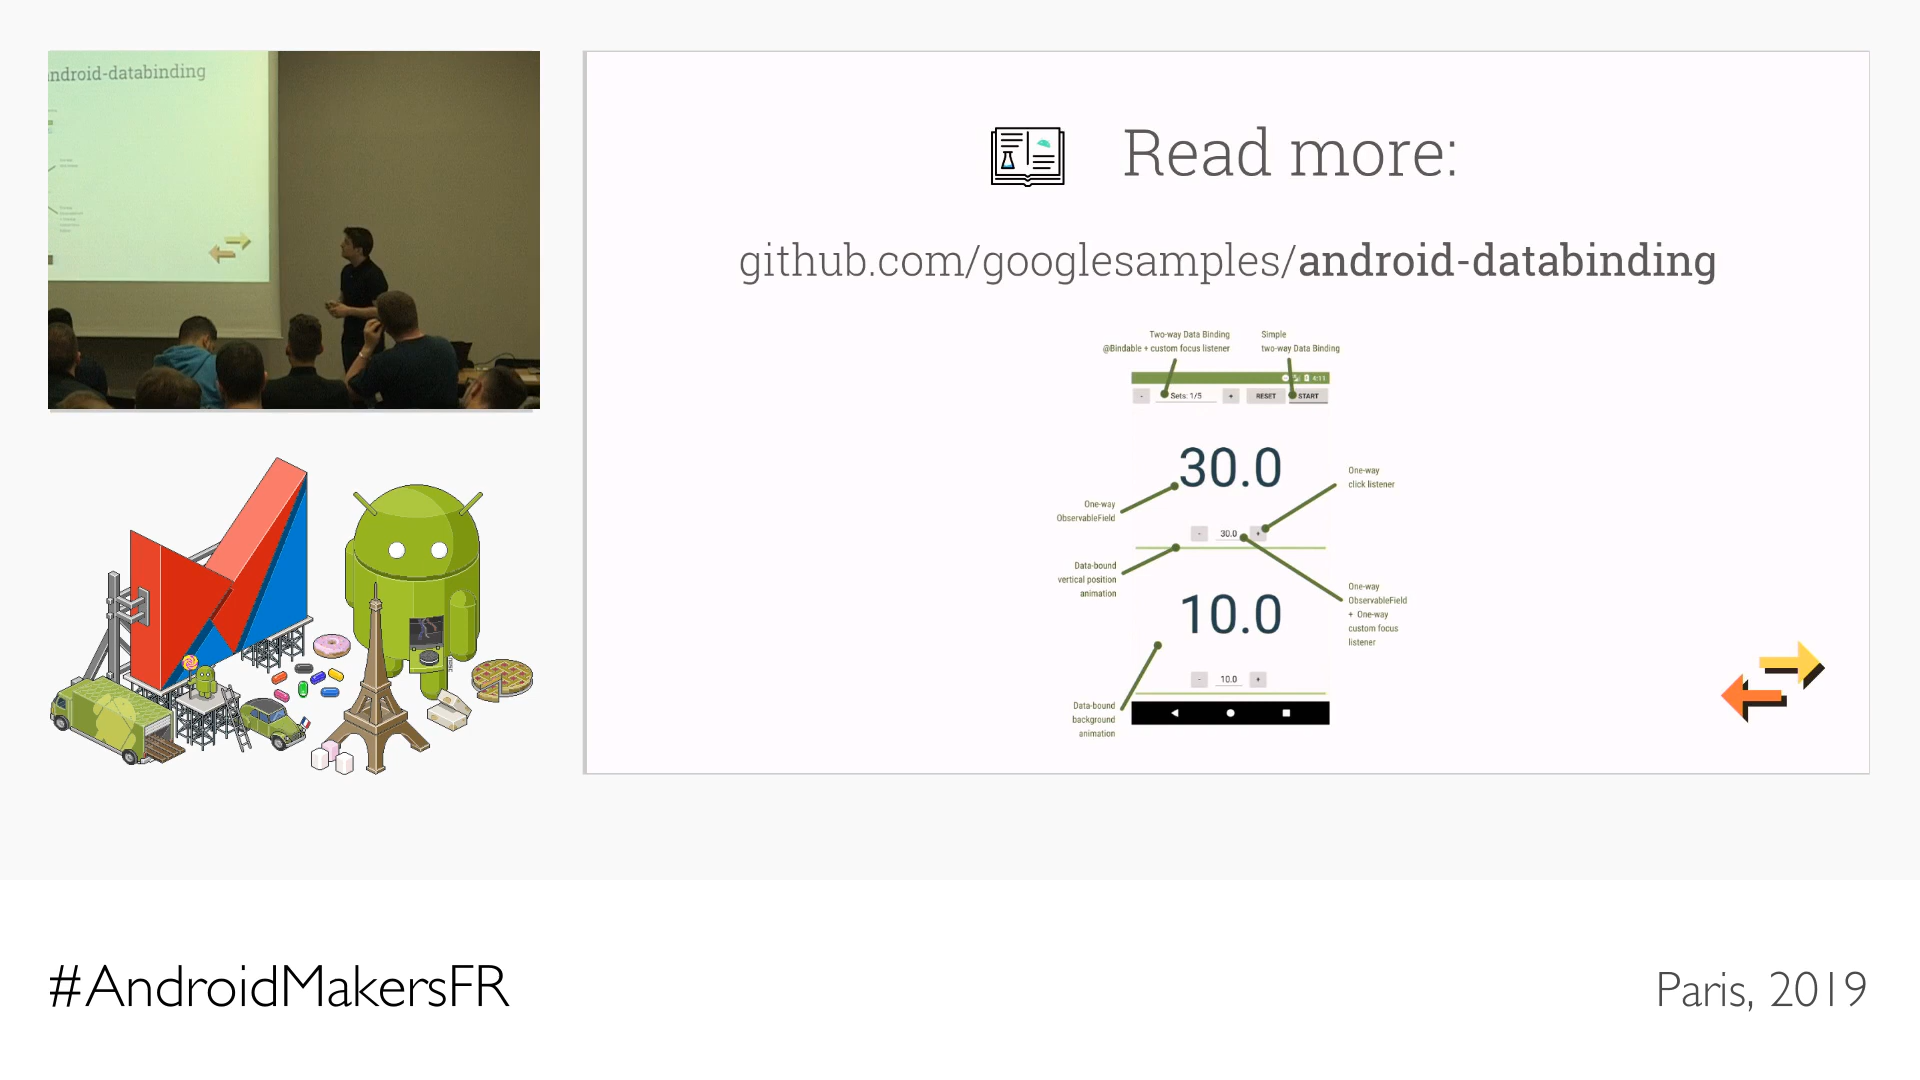 android-databinding
Read more:
github.com/googlesamples/android-databinding
Two-way Data Binding
@Bindable + custom focus listener
Simple
two-way Data Binding
4:11
-
Sets: 1/5
+
RESET
START
30.0
One-way
click listener
One-way
ObservableField
-
30.0
+
Data-bound
vertical position
animation
One-way
ObservableField
+ One-way
custom focus
listener
10.0
-
10.0
+
Data-bound
background
animation
#AndroidMakersFR
Paris, 2019